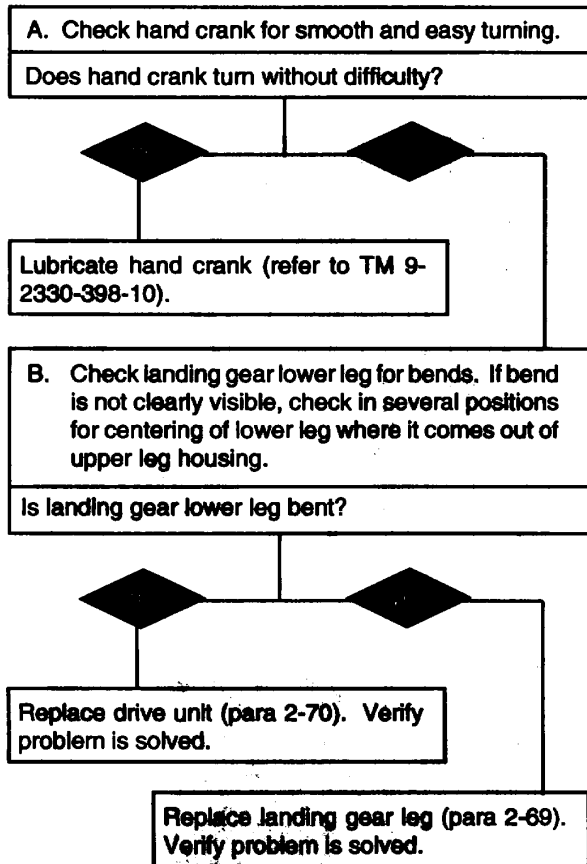 A. Check hand crank for smooth and easy turning.
Does hand crank turn without difficulty?
Lubricate hand crank (refer to TM 9-
2330-398-10).
B. Check landing gear lower leg for bends. If bend
is not clearly visible, check in several positions
for centering of lower leg where it comes out of
upper leg housing.
Is landing gear lower leg bent?
Replace drive unit (para 2-70). Verify
problem is solved.
Replace landing gear leg (para 2-69).
Verify problem is solved.